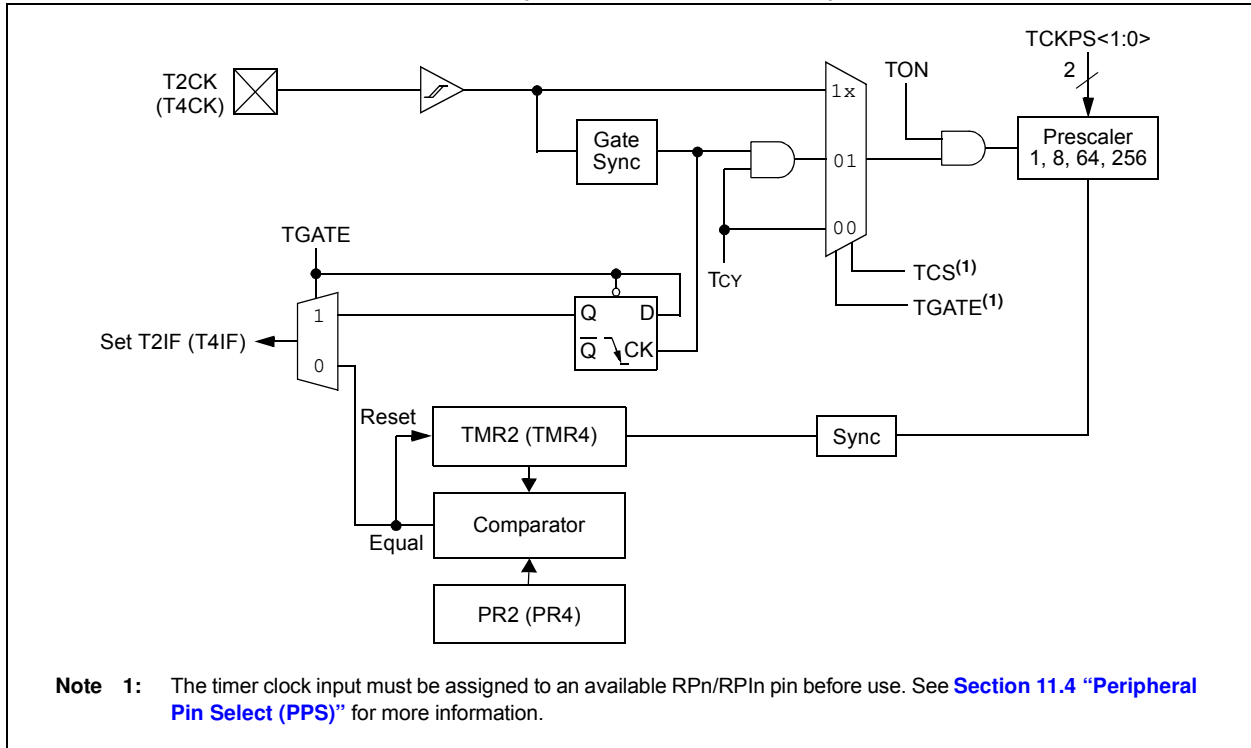 TCKPS<1:0>
2
T2CK
(T4CK)
TON
1x
Gate
Sync
01
Prescaler
1, 8, 64, 256
00
TGATE
TCY
TCS(1)
TGATE(1)
1
Q
D
Q
CK
Set T2IF (T4IF)
0
Reset
TMR2 (TMR4)
Sync
Comparator
Equal
PR2 (PR4)
Note 1: The timer clock input must be assigned to an available RPn/RPIn pin before use. See Section 11.4 “Peripheral
Pin Select (PPS)” for more information.